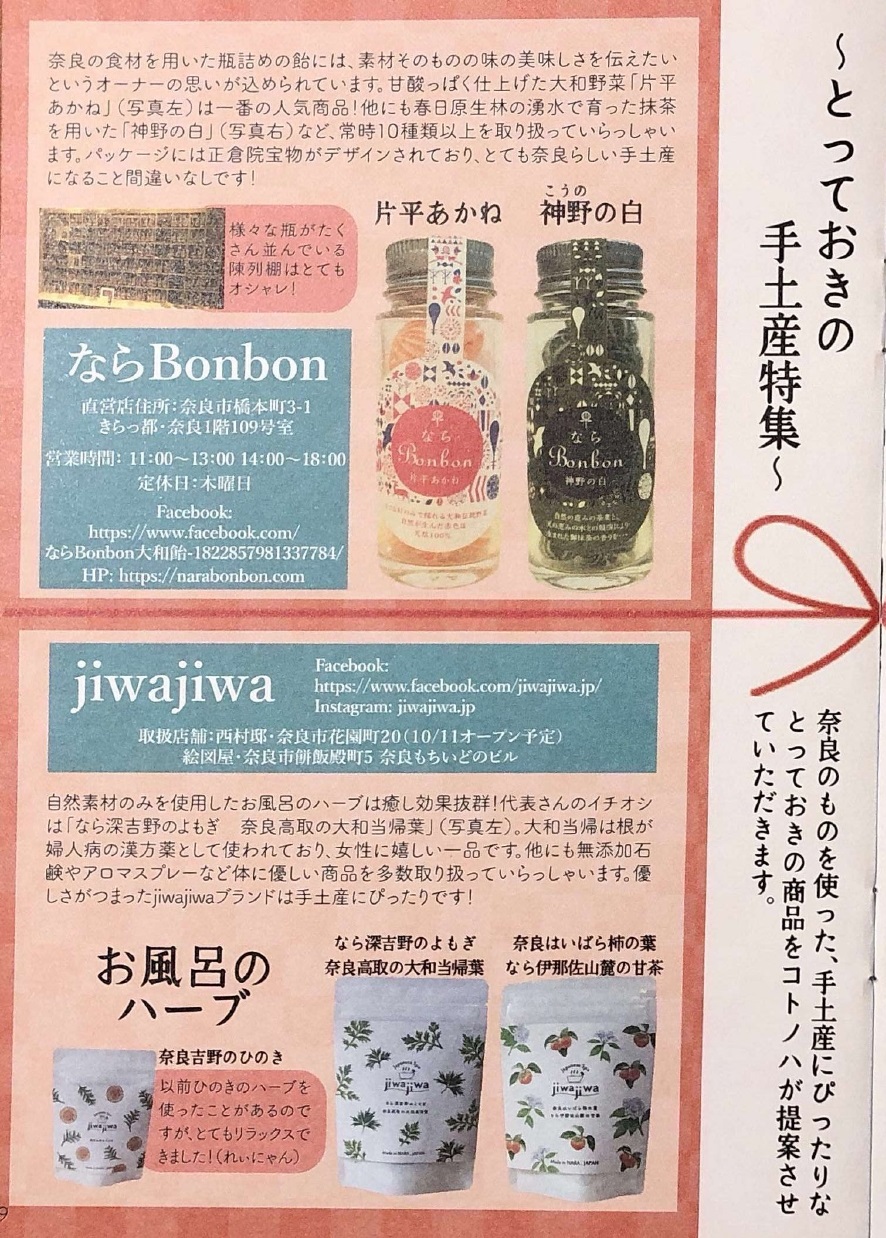 ～とっておきの
手土産特集～
奈良のものを使った、手土産にぴったりな
とっておきの商品をコトノハが提案させ
ていただきます。
奈良の食材を用いた瓶詰めの飴には、素材そのものの味の美味しさを伝えたい
というオーナーの思いが込められています。甘酸っぱく仕上げた大和野菜「片平
あかね」(写真左)は一番の人気商品!他にも春日原生林の湧水で育った抹茶
を用いた「神野の白」(写真右)など、常時10種類以上を取り扱っていらっしゃい
ます。パッケージには正倉院宝物がデザインされており、とても奈良らしい手土産
になること間違いなしです!
様々な瓶がたく
さん並んでいる
陳列棚はとても
オシャレ!
片平あかね
こうの
神野の白
なら
Bonbon
片平あかね
なら
Bonbon
神野の白
ならBonbon
直営店住所:奈良市橋本町3-1
きらっ都・奈良1階109号室
営業時間: 11:00～13:00 14:00～18:00
定休日:木曜日
Facebook:
https://www.facebook.com/
ならBonbon大和飴-1822857981337784/
HP: https://narabonbon.com
jiwajiwa
Facebook:
https://www.facebook.com/jiwajiwa.jp/
Instagram: jiwajiwa.jp
取扱店舗:西村邸・奈良市花園町20(10/11オープン予定)
絵図屋・奈良市餅飯殿町5 奈良もちいどのビル
自然素材のみを使用したお風呂のハーブは癒し効果抜群!代表さんのイチオシ
は「なら深吉野のよもぎ　奈良高取の大和当帰葉」(写真左)。大和当帰は根が
婦人病の漢方薬として使われており、女性に嬉しい一品です。他にも無添加石
鹸やアロマスプレーなど体に優しい商品を多数取り扱っていらっしゃいます。優
しさがつまったjiwajiwaブランドは手土産にぴったりです!
お風呂の
ハーブ
なら深吉野のよもぎ
奈良高取の大和当帰葉
奈良はいばら柿の葉
なら伊那佐山麓の甘茶
奈良吉野のひのき
以前ひのきのハーブを
使ったことがあるので
すが、とてもリラックスで
きました!(れぃにゃん)
jiwajiwa
jiwajiwa
Made in NARA, JAPAN
jiwajiwa
Made in NARA, JAPAN
9